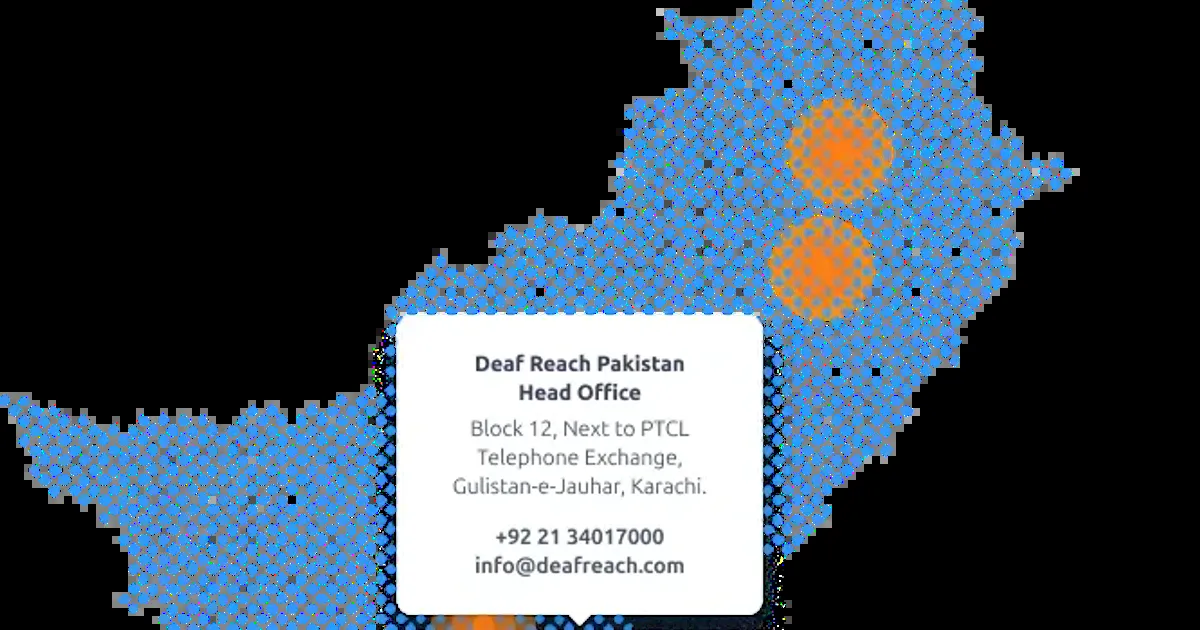 Deaf Reach Pakistan
Head Office
Block 12, Next to PTCL
Telephone Exchange,
Gulistan-e-Jauhar, Karachi.
+92 21 34017000
info@deafreach.com